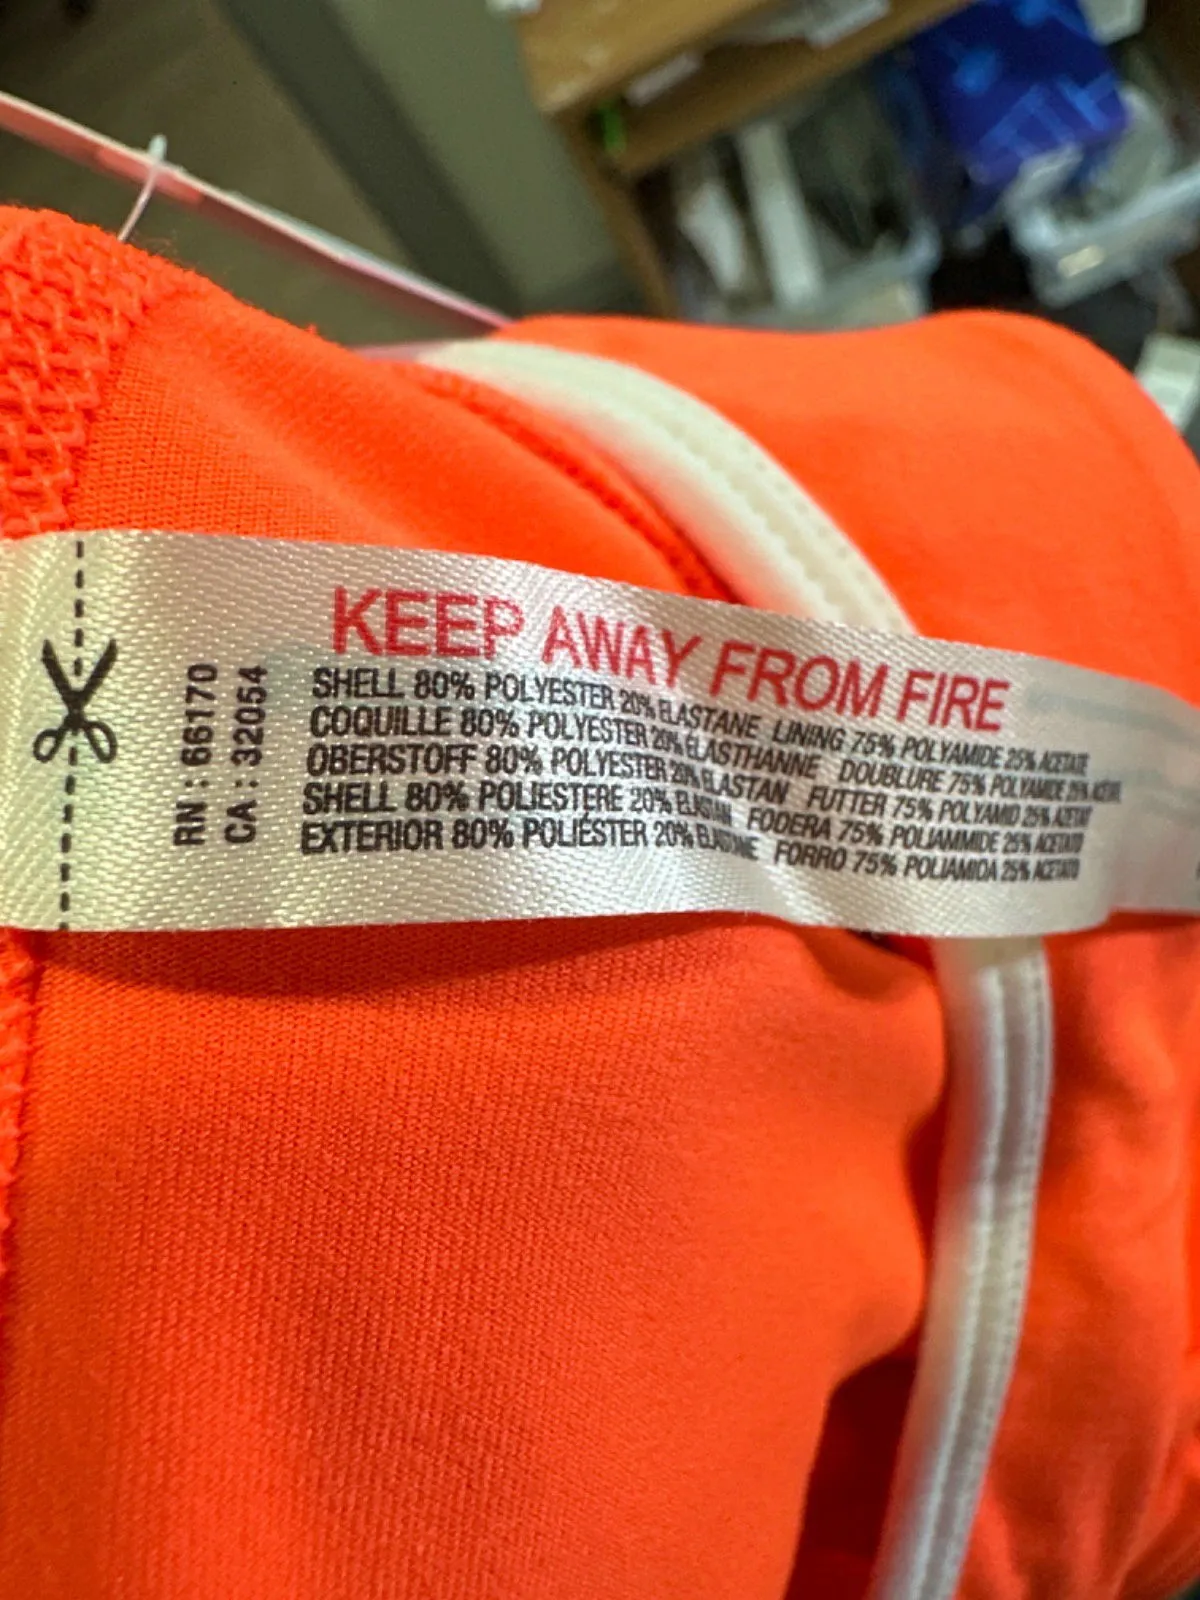 KEEP AWAY FROM FIRE
SHELL 80% POLYESTER 20% ELASTANE LINING 75% POLYAMIDE 25% ACETATE
COQUILLE 80% POLYESTER 20% ÉLASTHANNE DOUBLURE 75% POLYAMIDE 25%
OBERSTOFF 80% POLYESTER 20% ELASTAN FUTTER 75% POLYAMID 25% ACETAT
SHELL 80% POLIESTERE 20% ELASTAN FODERA 75% POLIAMMIDE 25% ACETATO
EXTERIOR 80% POLIÉSTER 20% FORRO 75% POLIAMIDA 25% ACETATO
RN : 66170
CA : 32054